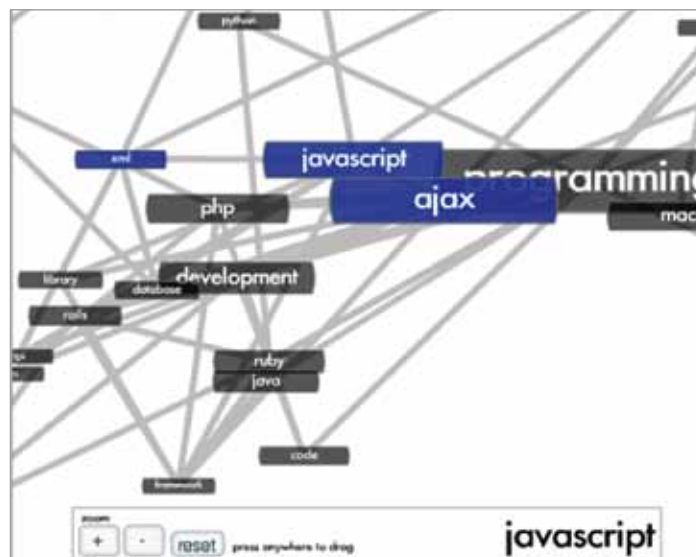 python
xml
javascript
programming
ajax
php
mac
development
library
database
rails
ruby
java
code
framework
zoom
+ - reset press anywhere to drag
javascript